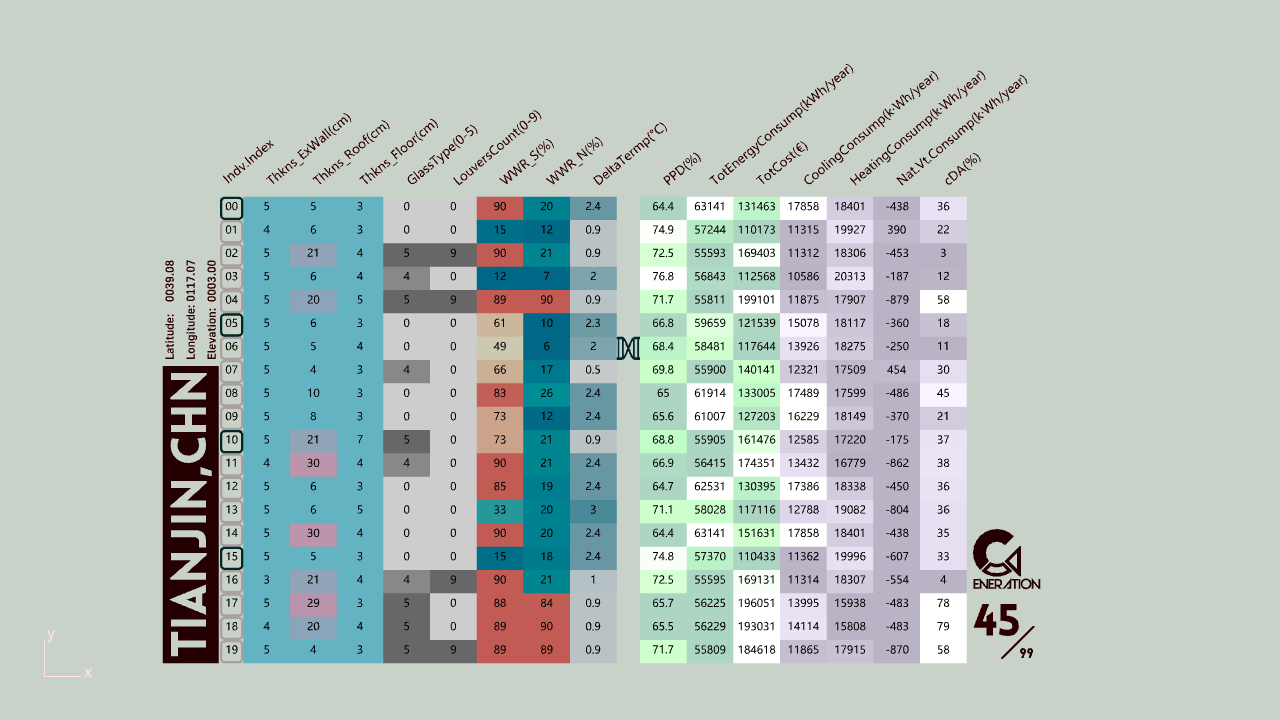 Indv.Index Thkns_ExWall(cm) Thkns_Roof(cm) Thkns_Floor(cm) GlassType(0-5) LouversCount(0-9) WWR_S(%) WWR_N(%) DeltaTermp(°C) PPD(%) TotEnergyConsump(kWh/year) TotCost(€) CoolingConsump(k·Wh/year) HeatingConsump(k·Wh/year) Nat.Vt.Consump(k·Wh/year) cDA(%)
00 5 5 3 0 0 90 20 2.4 64.4 63141 131463 17858 18401 -438 36
01 4 6 3 0 0 15 12 0.9 74.9 57244 110173 11315 19927 390 22
02 5 21 4 5 9 90 21 0.9 72.5 55593 169403 11312 18306 -453 3
03 5 6 4 4 0 12 7 2 76.8 56843 112568 10586 20313 -187 12
04 5 20 5 5 9 89 90 0.9 71.7 55811 199101 11875 17907 -879 58
05 5 6 3 0 0 61 10 2.3 66.8 59659 121539 15078 18117 -360 18
06 5 5 4 0 0 49 6 2 68.4 58481 117644 13926 18275 -250 11
07 5 4 3 4 0 66 17 0.5 69.8 55900 140141 12321 17509 454 30
08 5 10 3 0 0 83 26 2.4 65 61914 133005 17489 17599 -486 45
09 5 8 3 0 0 73 12 2.4 65.6 61007 127203 16229 18149 -370 21
10 5 21 7 5 0 73 21 0.9 68.8 55905 161476 12585 17220 -175 37
11 4 30 4 4 0 90 21 2.4 66.9 56415 174351 13432 16779 -862 38
12 5 6 3 0 0 85 19 2.4 64.7 62531 130395 17386 18338 -450 36
13 5 6 5 0 0 33 20 3 71.1 58028 117116 12788 19082 -804 36
14 5 30 4 0 0 90 20 2.4 64.4 63141 151631 17858 18401 -438 35
15 5 5 3 0 0 15 18 2.4 74.8 57370 110433 11362 19996 -607 33
16 3 21 4 4 9 90 21 1 72.5 55595 169131 11314 18307 -554 4
17 5 29 3 5 0 88 84 0.9 65.7 56225 196051 13995 15938 -483 78
18 4 20 4 5 0 89 90 0.9 65.5 56229 193031 14114 15808 -483 79
19 5 4 3 5 9 89 89 0.9 71.7 55809 184618 11865 17915 -870 58
Latitude: 0039.08
Longitude: 0117.07
Elevation: 0003.00
TIANJIN,CHN
GENERATION
45/99
y
x